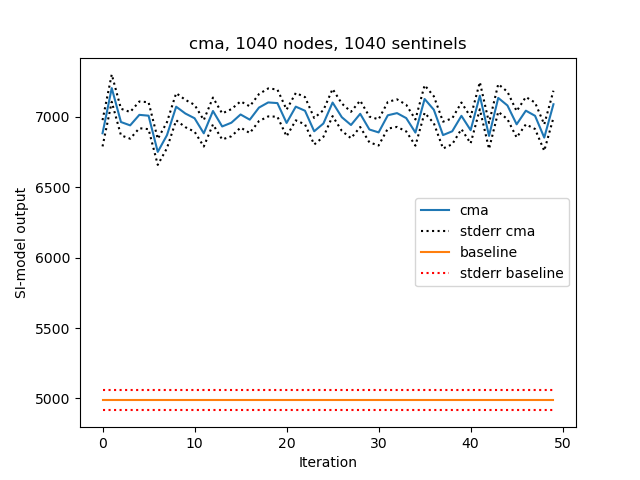 cma, 1040 nodes, 1040 sentinels
7000
6500
6000
5500
5000
SI-model output
cma
stderr cma
baseline
stderr baseline
0
10
20
30
40
50
Iteration